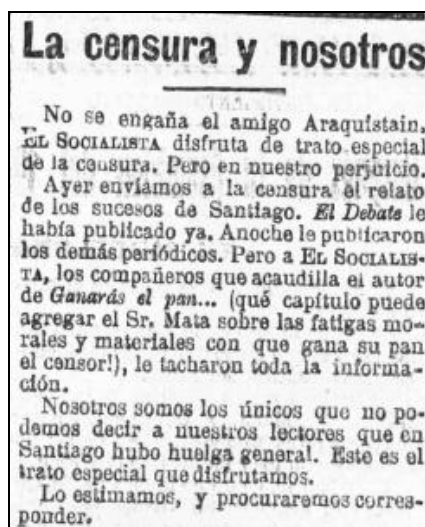 La censura y nosotros
No se engaña el amigo Araquistain.
EL SOCIALISTA disfruta de trato especial
de la censura. Pero en nuestro perjuicio.
Ayer enviamos a la censura el relato
de los sucesos de Santiago. El Debate le
había publicado ya. Anoche le publicaron
los demás periódicos. Pero a EL SOCIALIS-
TA, los compañeros que acaudilla el autor
de Ganarás el pan... (qué capítulo puede
agregar el Sr. Mata sobre las fatigas mo-
rales y materiales con que gana su pan
el censor!), le tacharon toda la informa-
ción.
Nosotros somos los únicos que no po-
demos decir a nuestros lectores que en
Santiago hubo huelga general. Este es el
trato especial que disfrutamos.
Lo estimamos, y procuraremos corres-
ponder.